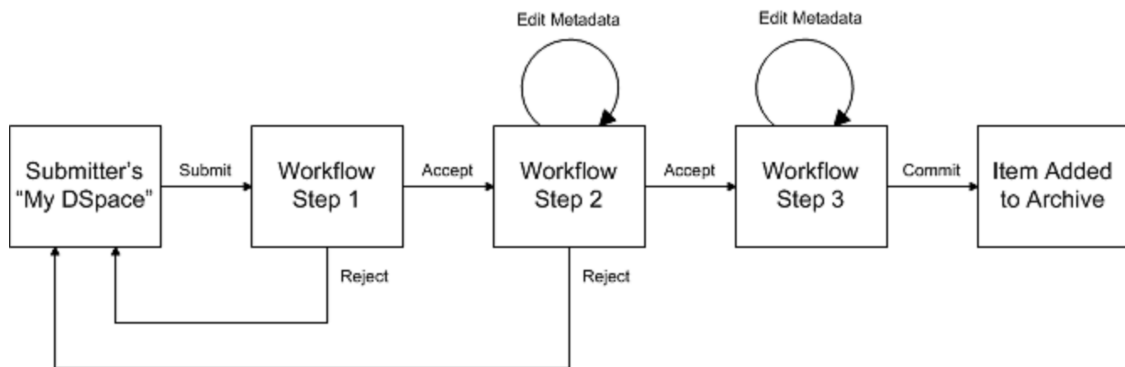 Edit Metadata
Edit Metadata
Submitter's
"My DSpace"
Submit
Workflow
Step 1
Accept
Workflow
Step 2
Accept
Workflow
Step 3
Commit
Item Added
to Archive
Reject
Reject